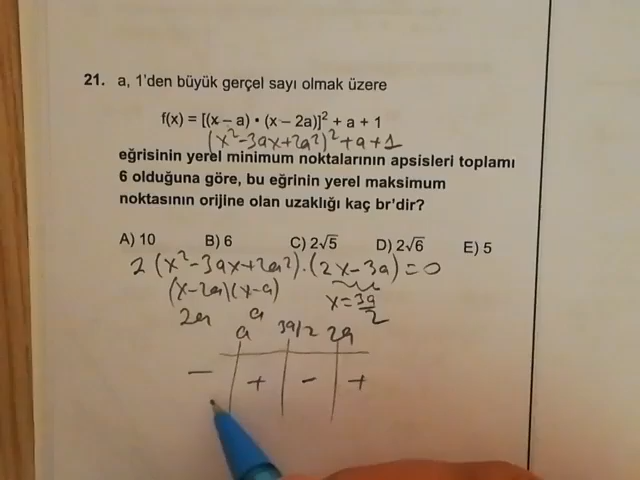 21. a, 1'den büyük gerçel sayı olmak üzere
f(x) = [(x – a) • (x – 2a)]² + a + 1
(x²-3ax+2a²)²+a+1
eğrisinin yerel minimum noktalarının apsisleri toplamı
6 olduğuna göre, bu eğrinin yerel maksimum
noktasının orijine olan uzaklığı kaç br'dir?
A) 10 B) 6 C) 2√5 D) 2√6 E) 5
2(x²-3ax+2a²).(2x-3a)=0
(x-2a)(x-a) x=3a/2
2a a
a 3a/2 2a
- + - +